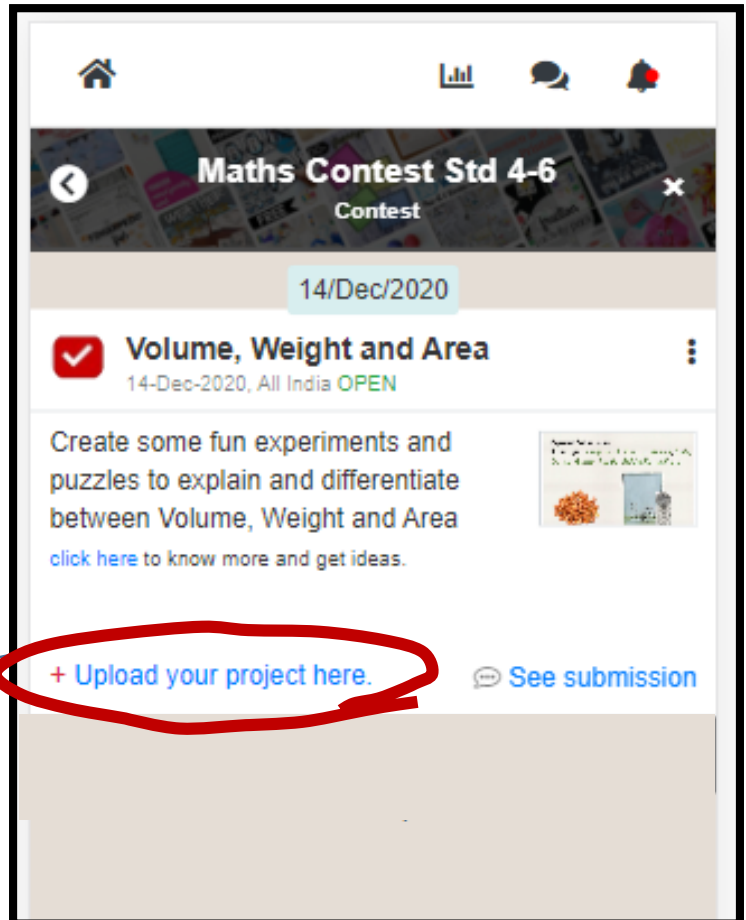 Maths Contest Std 4-6
Contest
14/Dec/2020
Volume, Weight and Area
14-Dec-2020, All India OPEN
Create some fun experiments and
puzzles to explain and differentiate
between Volume, Weight and Area
click here to know more and get ideas.
+ Upload your project here.
See submission